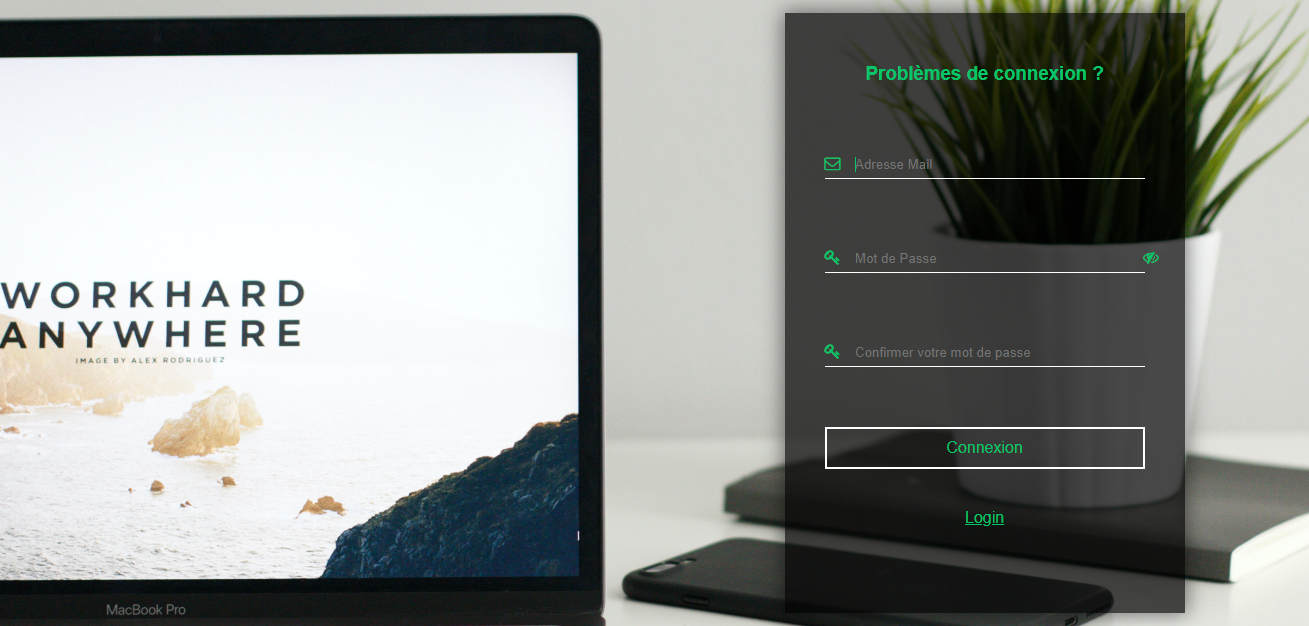 WORKHARD
ANYWHERE
IMAGE BY ALEX RODRIGUEZ
MacBook Pro
Problèmes de connexion ?
Adresse Mail
Mot de Passe
Confirmer votre mot de passe
Connexion
Login